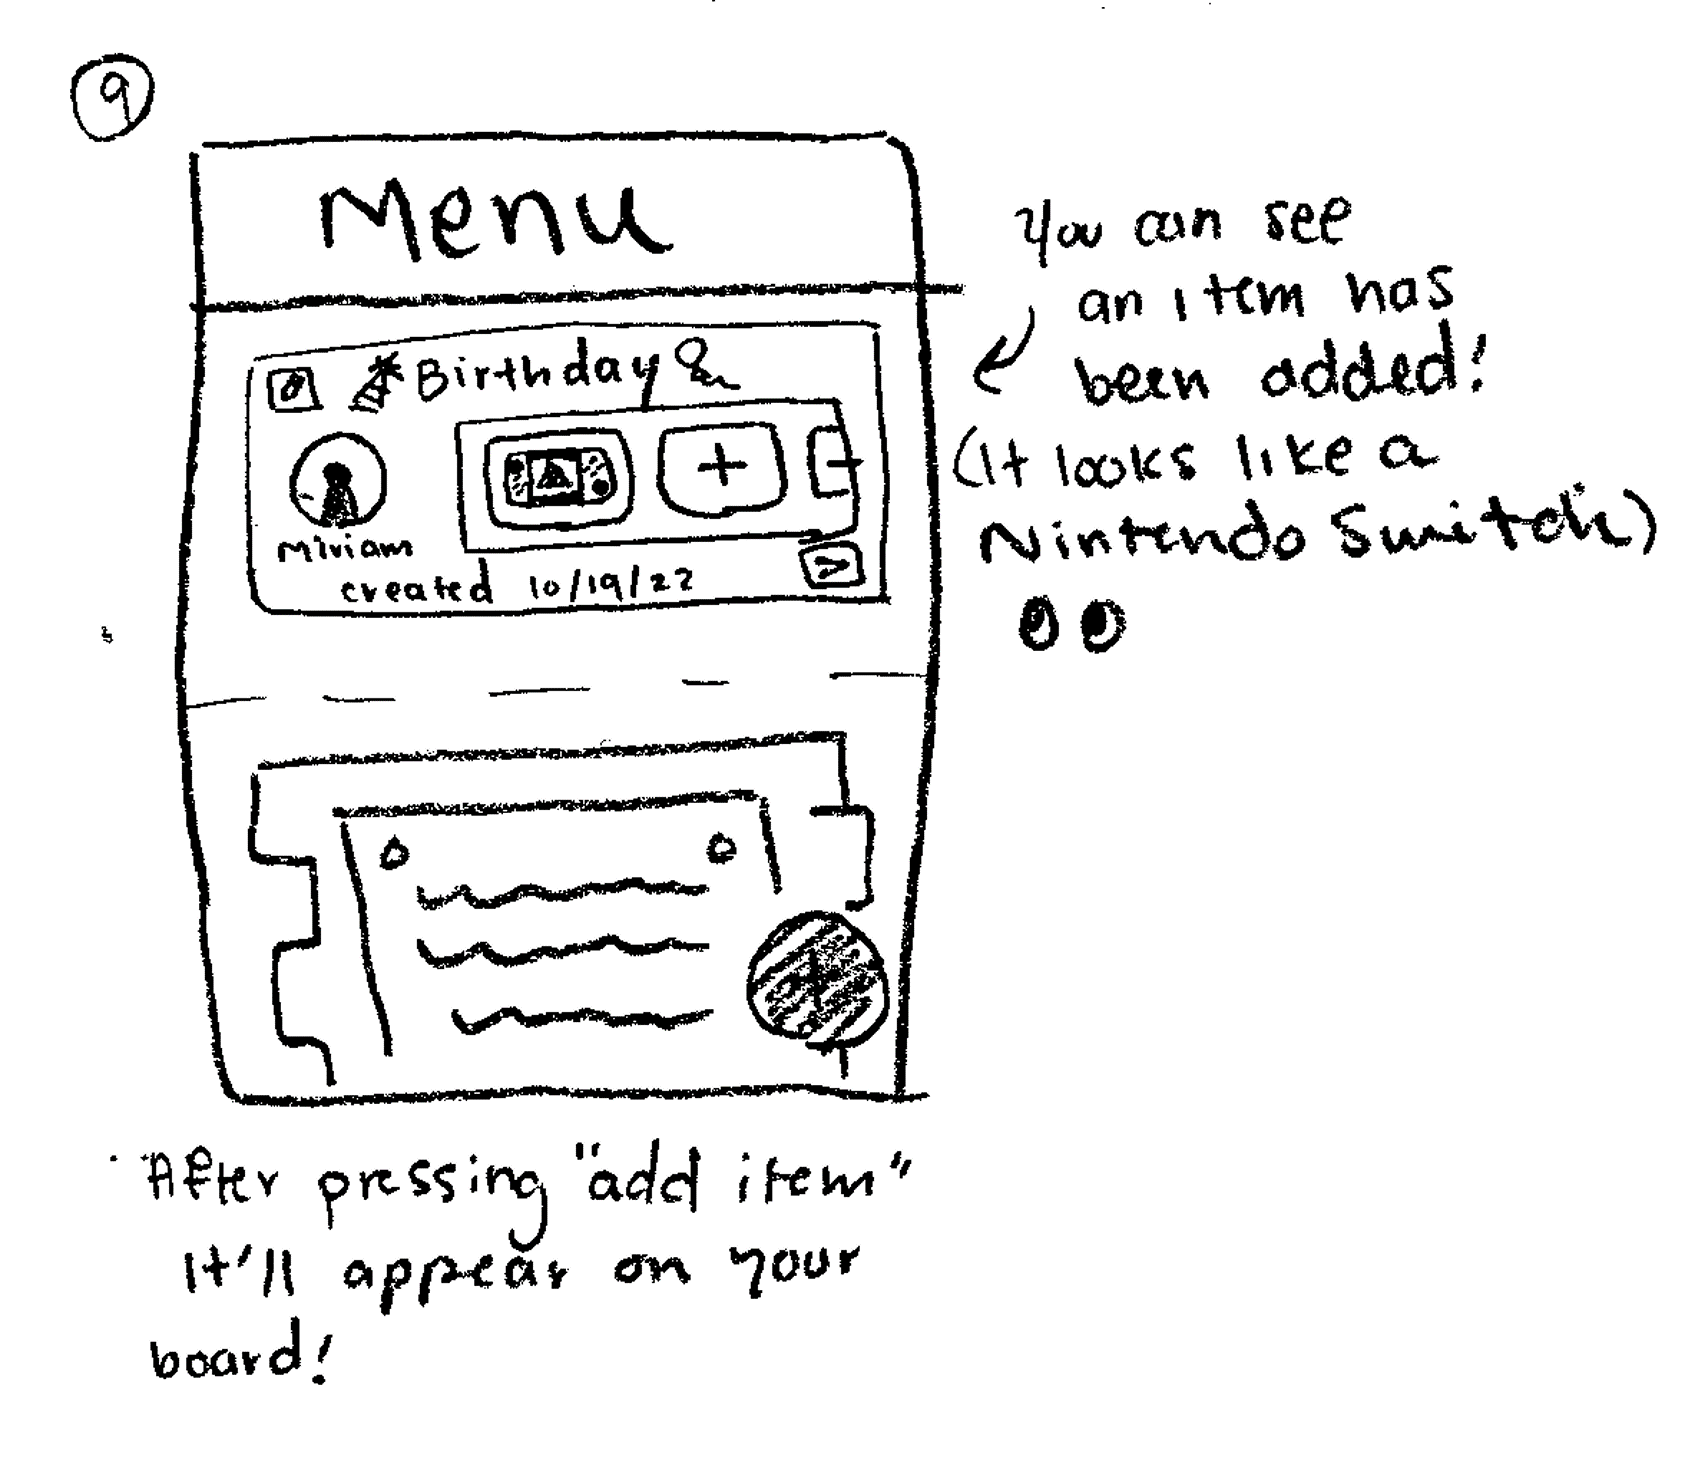 9
Menu
Birthday
+
Miriam
created 10/19/22
>
+
You can see
an item has
been added!
(It looks like a
Nintendo Switch)
After pressing "add item"
It'll appear on your
board!